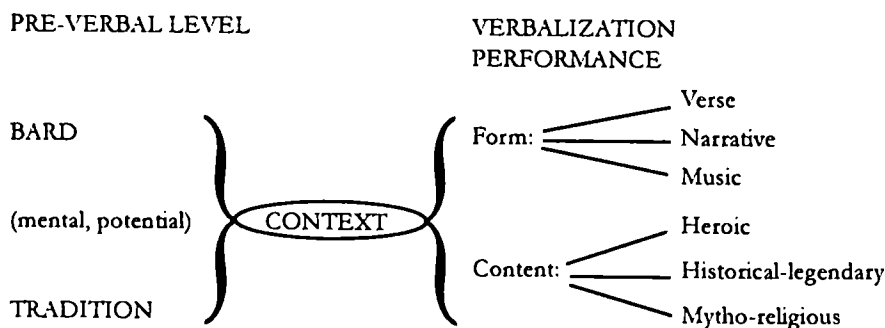 PRE-VERBAL LEVEL
VERBALIZATION
PERFORMANCE
BARD
(mental, potential)
TRADITION
CONTEXT
Form:
Verse
Narrative
Music
Content:
Heroic
Historical-legendary
Mytho-religious